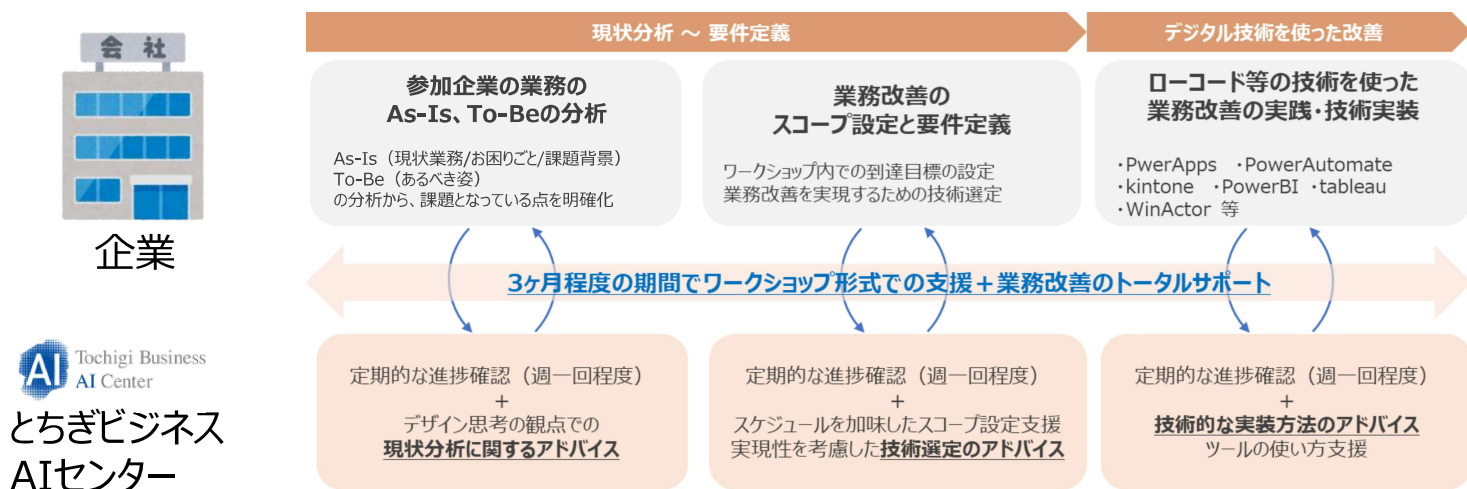 会社
企業
現状分析 ～ 要件定義
デジタル技術を使った改善
参加企業の業務の
As-Is、To-Beの分析
As-Is（現状業務/お困りごと/課題背景）
To-Be（あるべき姿）
の分析から、課題となっている点を明確化
業務改善の
スコープ設定と要件定義
ワークショップ内での到達目標の設定
業務改善を実現するための技術選定
ローコード等の技術を使った
業務改善の実践・技術実装
・PwerApps ・PowerAutomate
・kintone ・PowerBI ・tableau
・WinActor 等
3ヶ月程度の期間でワークショップ形式での支援＋業務改善のトータルサポート
AI Tochigi Business
AI Center
とちぎビジネス
AIセンター
定期的な進捗確認（週一回程度）
+
デザイン思考の観点での
現状分析に関するアドバイス
定期的な進捗確認（週一回程度）
+
スケジュールを加味したスコープ設定支援
実現性を考慮した技術選定のアドバイス
定期的な進捗確認（週一回程度）
+
技術的な実装方法のアドバイス
ツールの使い方支援